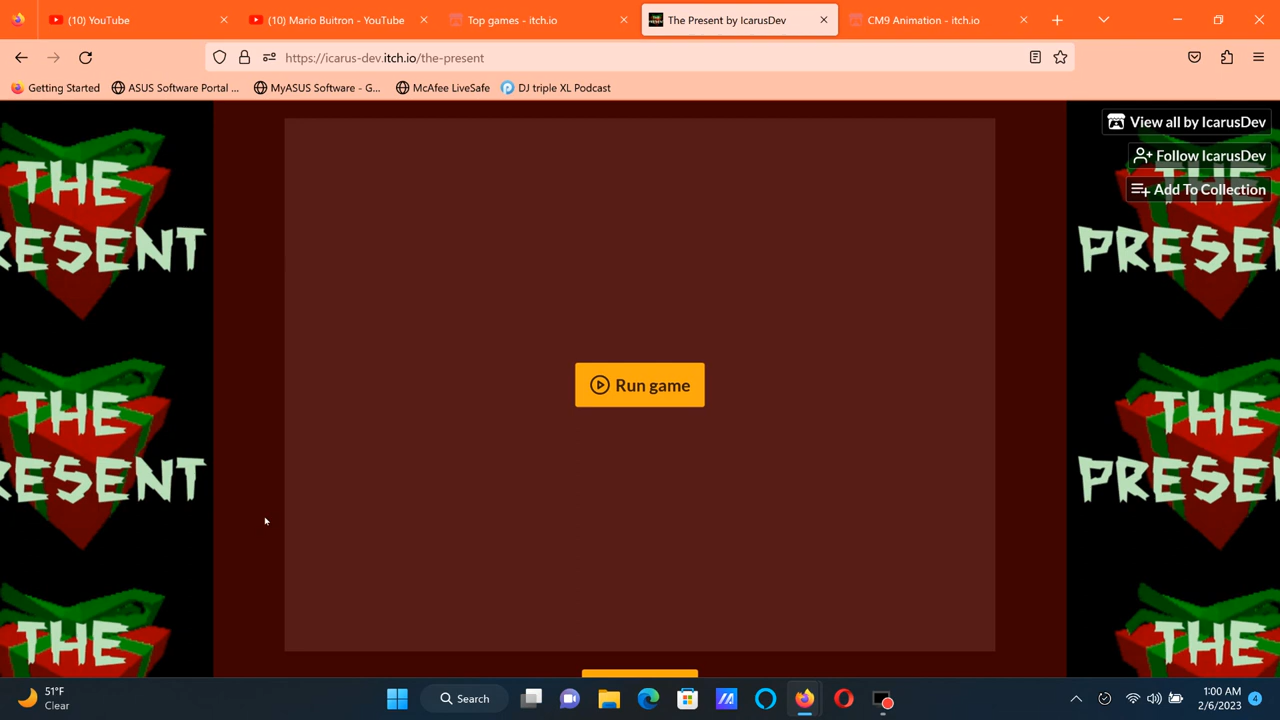 (10) YouTube
(10) Mario Buitron - YouTube
Top games - itch.io
The Present by IcarusDev
CM9 Animation - itch.io
https://icarus-dev.itch.io/the-present
Getting Started
ASUS Software Portal ...
MyASUS Software - G...
McAfee LiveSafe
DJ triple XL Podcast
View all by IcarusDev
Follow IcarusDev
Add To Collection
THE
PRESENT
THE
PRESENT
THE
Run game
THE
PRESEN
THE
PRESEN
THE
51°F
Clear
Search
1:00 AM
2/6/2023
4